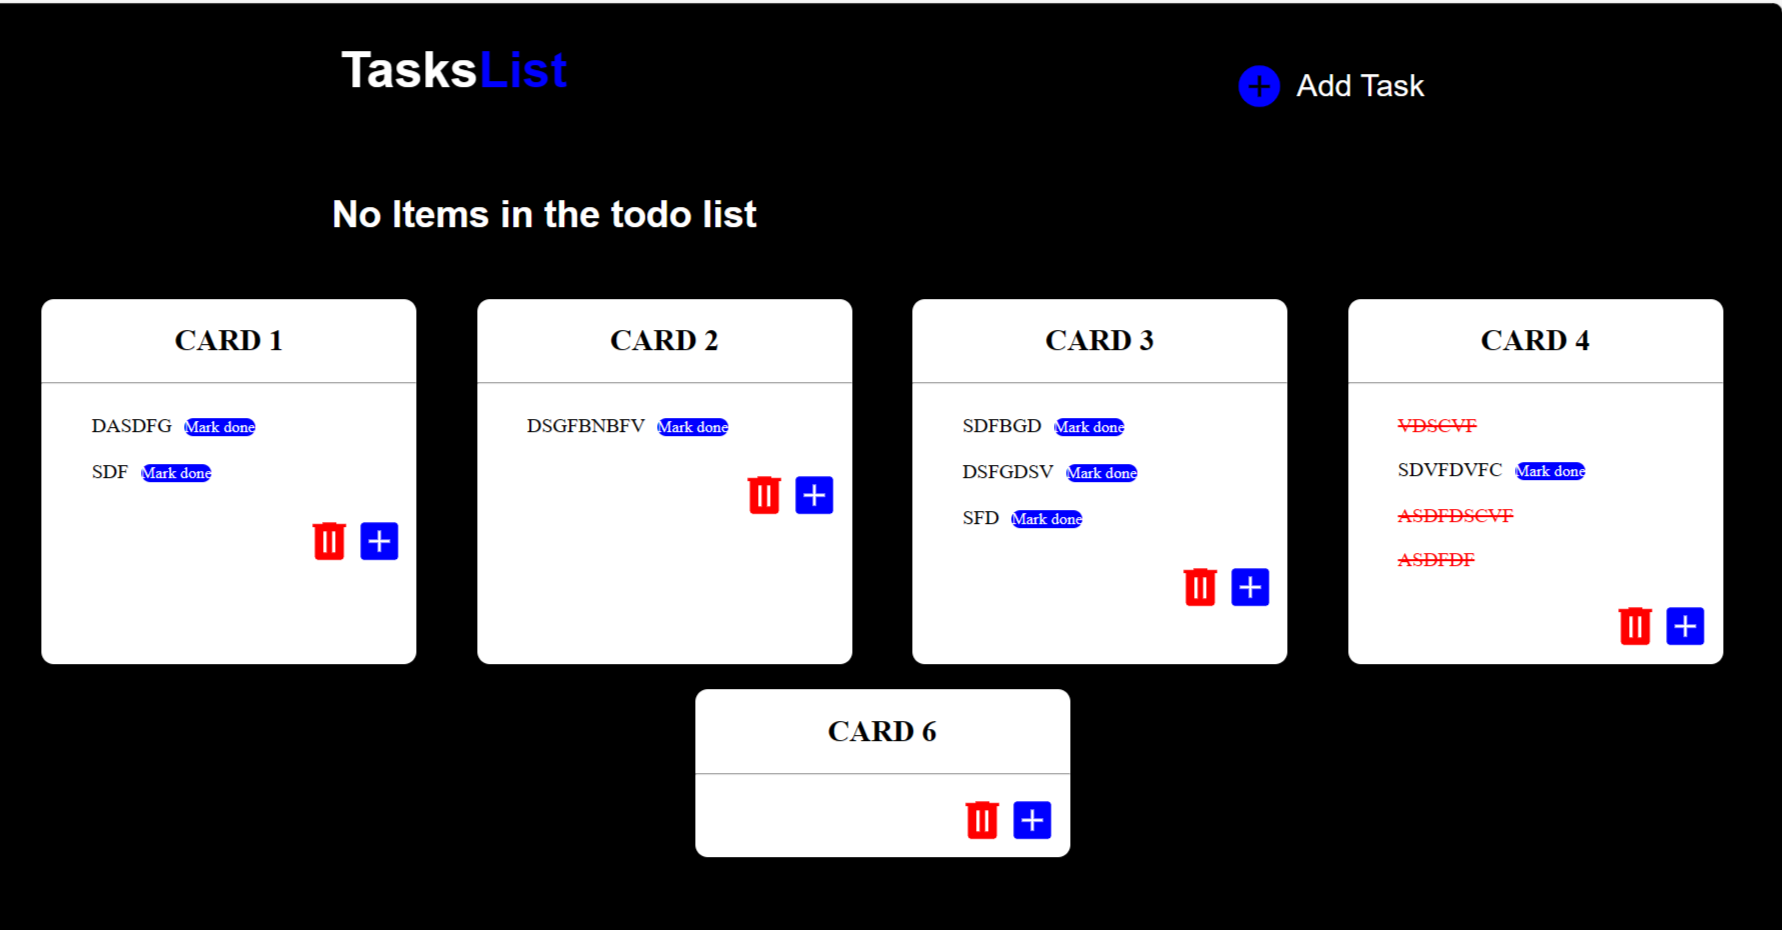 TasksList
Add Task
No Items in the todo list
CARD 1
DASDFG Mark done
SDF Mark done
CARD 2
DSGFBNBFV Mark done
CARD 3
SDFBGD Mark done
DSFGDSV Mark done
SFD Mark done
CARD 4
VDSCVF
SDVFDVFC Mark done
ASDFDSCVF
ASDFDF
CARD 6